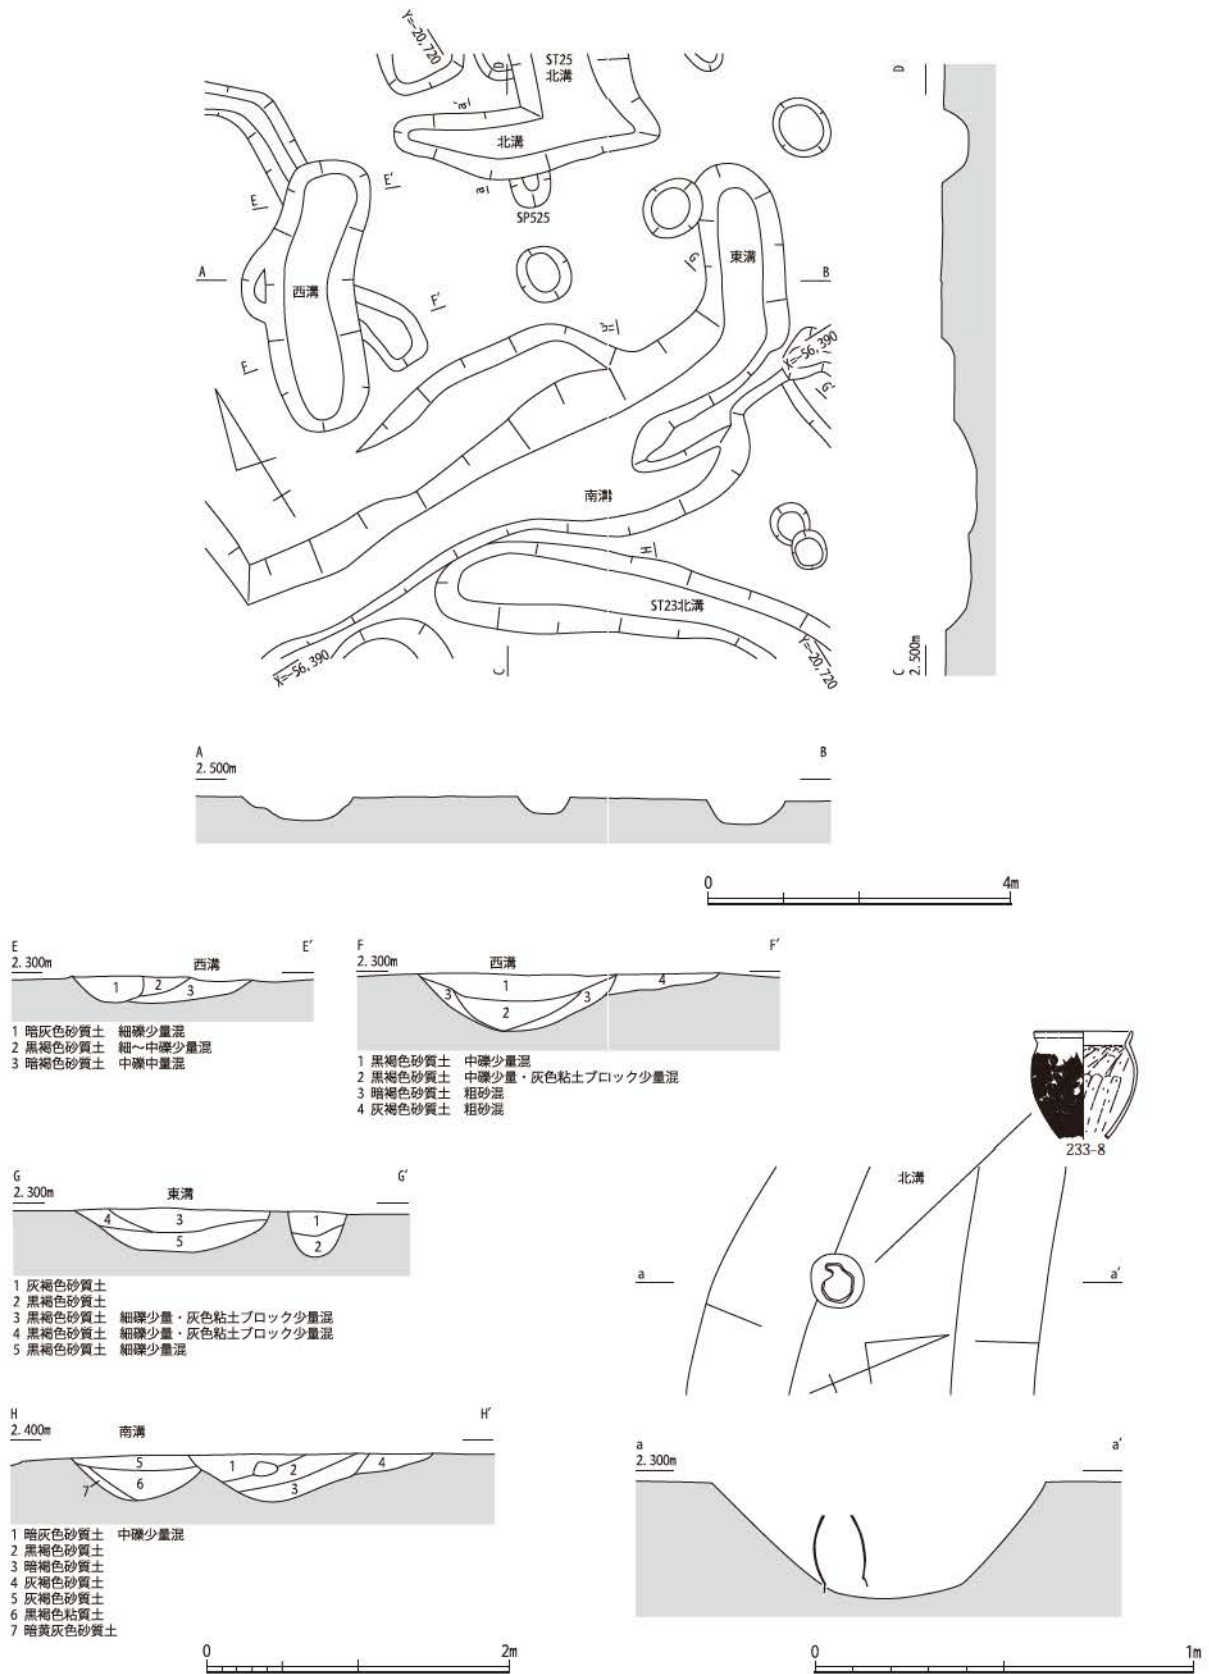 Y=-20,720
D
ST25
北溝
D
a'
北溝
a
E'
E
SP525
G
東溝
A
B
西溝
F'
H'
X=-56,390
F
G'
南溝
H
ST23北溝
C
X=-56,390
Y=-20,720
C
2.500m
A
2.500m
B
0 4m
E
2.300m
E'
西溝
1
2
3
1 暗灰色砂質土 細礫少量混
2 黒褐色砂質土 細～中礫少量混
3 暗褐色砂質土 中礫中量混
F
2.300m
F'
西溝
1
2
3
3
4
1 黒褐色砂質土 中礫少量混
2 黒褐色砂質土 中礫少量・灰色粘土ブロック少量混
3 暗褐色砂質土 粗砂混
4 灰褐色砂質土 粗砂混
233-8
G
2.300m
G'
東溝
4
3
5
1
2
1 灰褐色砂質土
2 黒褐色砂質土
3 黒褐色砂質土 細礫少量・灰色粘土ブロック少量混
4 黒褐色砂質土 細礫少量・灰色粘土ブロック少量混
5 黒褐色砂質土 細礫少量混
北溝
a
a'
H
2.400m
H'
南溝
5
6
7
1
2
3
4
1 暗灰色砂質土 中礫少量混
2 黒褐色砂質土
3 暗褐色砂質土
4 灰褐色砂質土
5 灰褐色砂質土
6 黒褐色粘質土
7 暗黄灰色砂質土
a
2.300m
a'
0 2m
0 1m